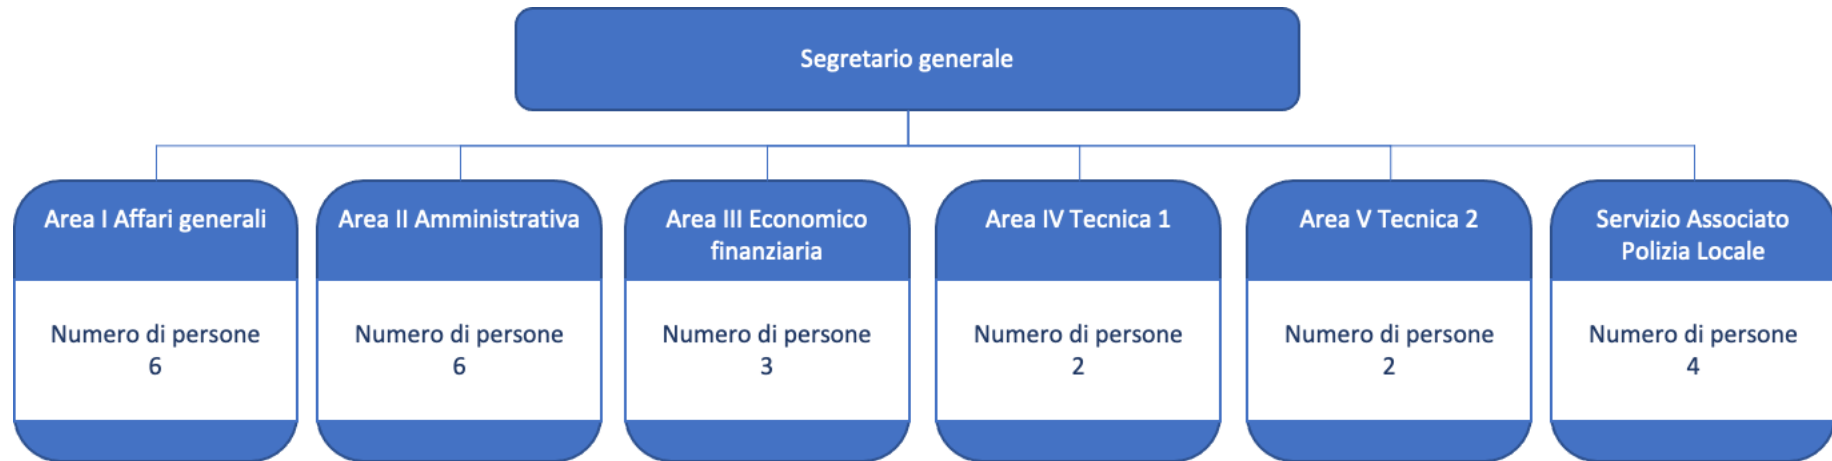 Segretario generale
Area I Affari generali
Numero di persone
6
Area II Amministrativa
Numero di persone
6
Area III Economico
finanziaria
Numero di persone
3
Area IV Tecnica 1
Numero di persone
2
Area V Tecnica 2
Numero di persone
2
Servizio Associato
Polizia Locale
Numero di persone
4